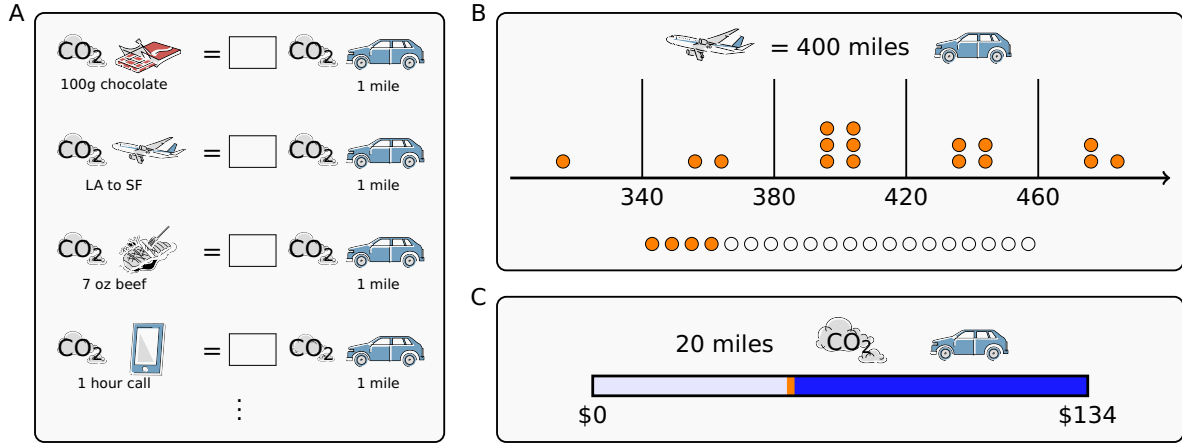 A
CO2 = CO2
100g chocolate 1 mile
CO2 = CO2
LA to SF 1 mile
CO2 = CO2
7 oz beef 1 mile
CO2 = CO2
1 hour call 1 mile
⋮
B
= 400 miles
340 380 420 460
C
20 miles CO2
$0 $134